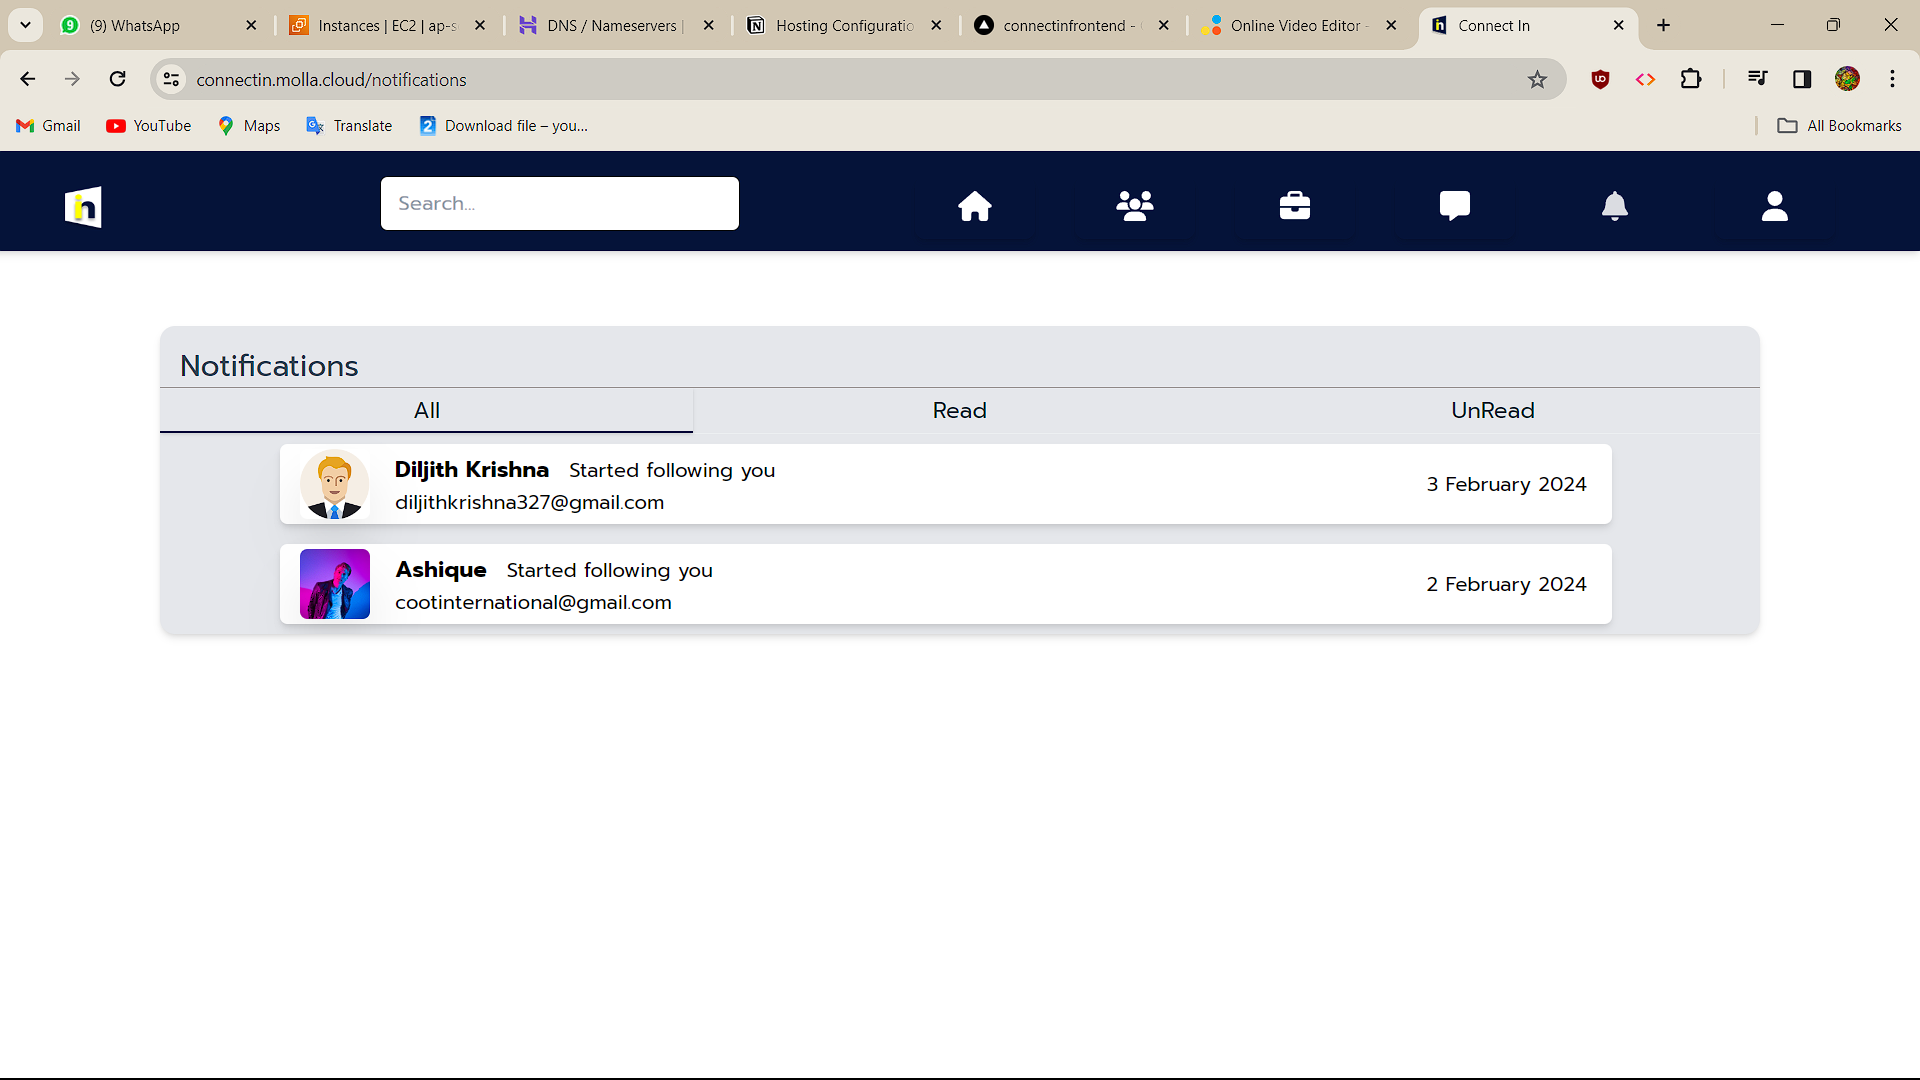 (9) WhatsApp
Instances | EC2 | ap-s
DNS / Nameservers |
Hosting Configuratio
connectinfrontend -
Online Video Editor -
Connect In
connectin.molla.cloud/notifications
Gmail
YouTube
Maps
Translate
Download file – you...
All Bookmarks
in
Search...
Notifications
All
Read
UnRead
Diljith Krishna Started following you
diljithkrishna327@gmail.com
3 February 2024
Ashique Started following you
cootinternational@gmail.com
2 February 2024